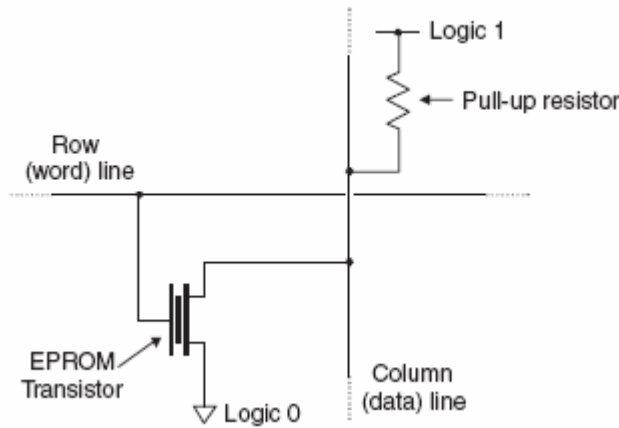 Logic 1
Pull-up resistor
Row
(word) line
EPROM
Transistor
Logic 0
Column
(data) line